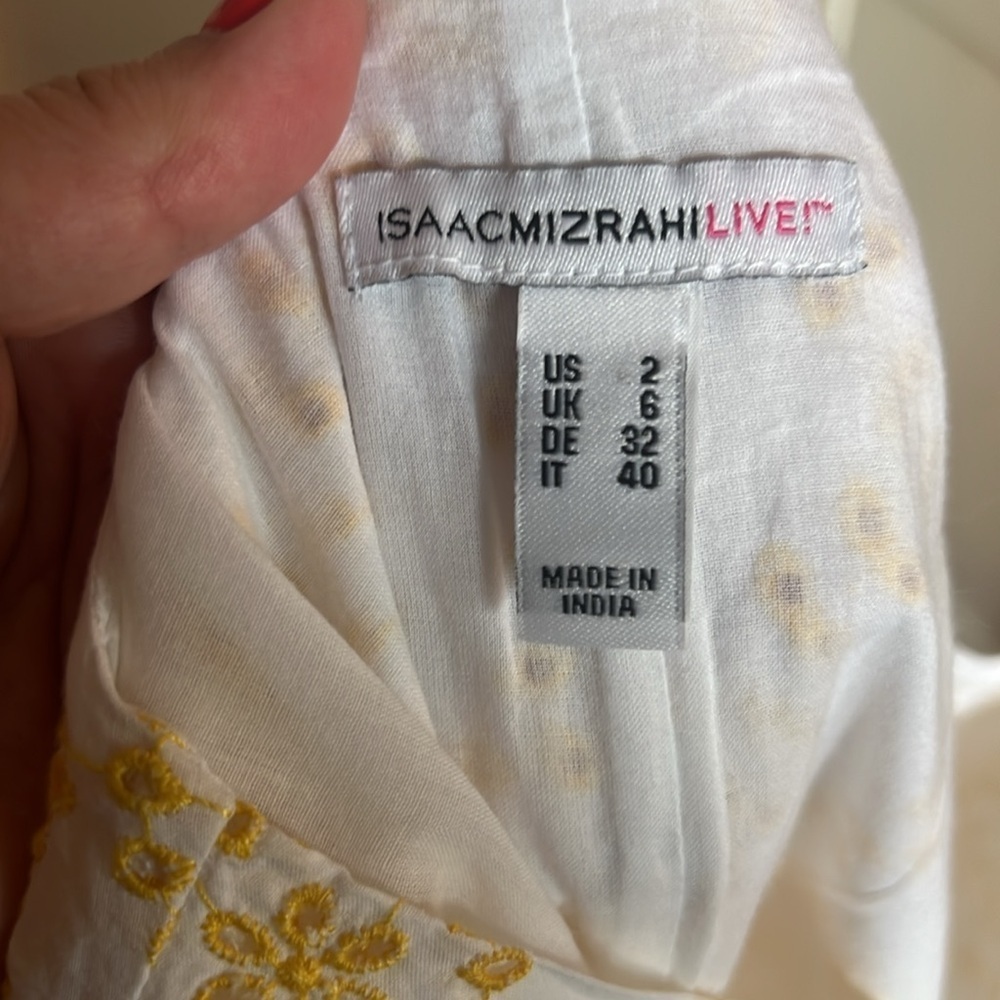 ISAACMIZRAHILIVE!™
US 2
UK 6
DE 32
IT 40
MADE IN
INDIA